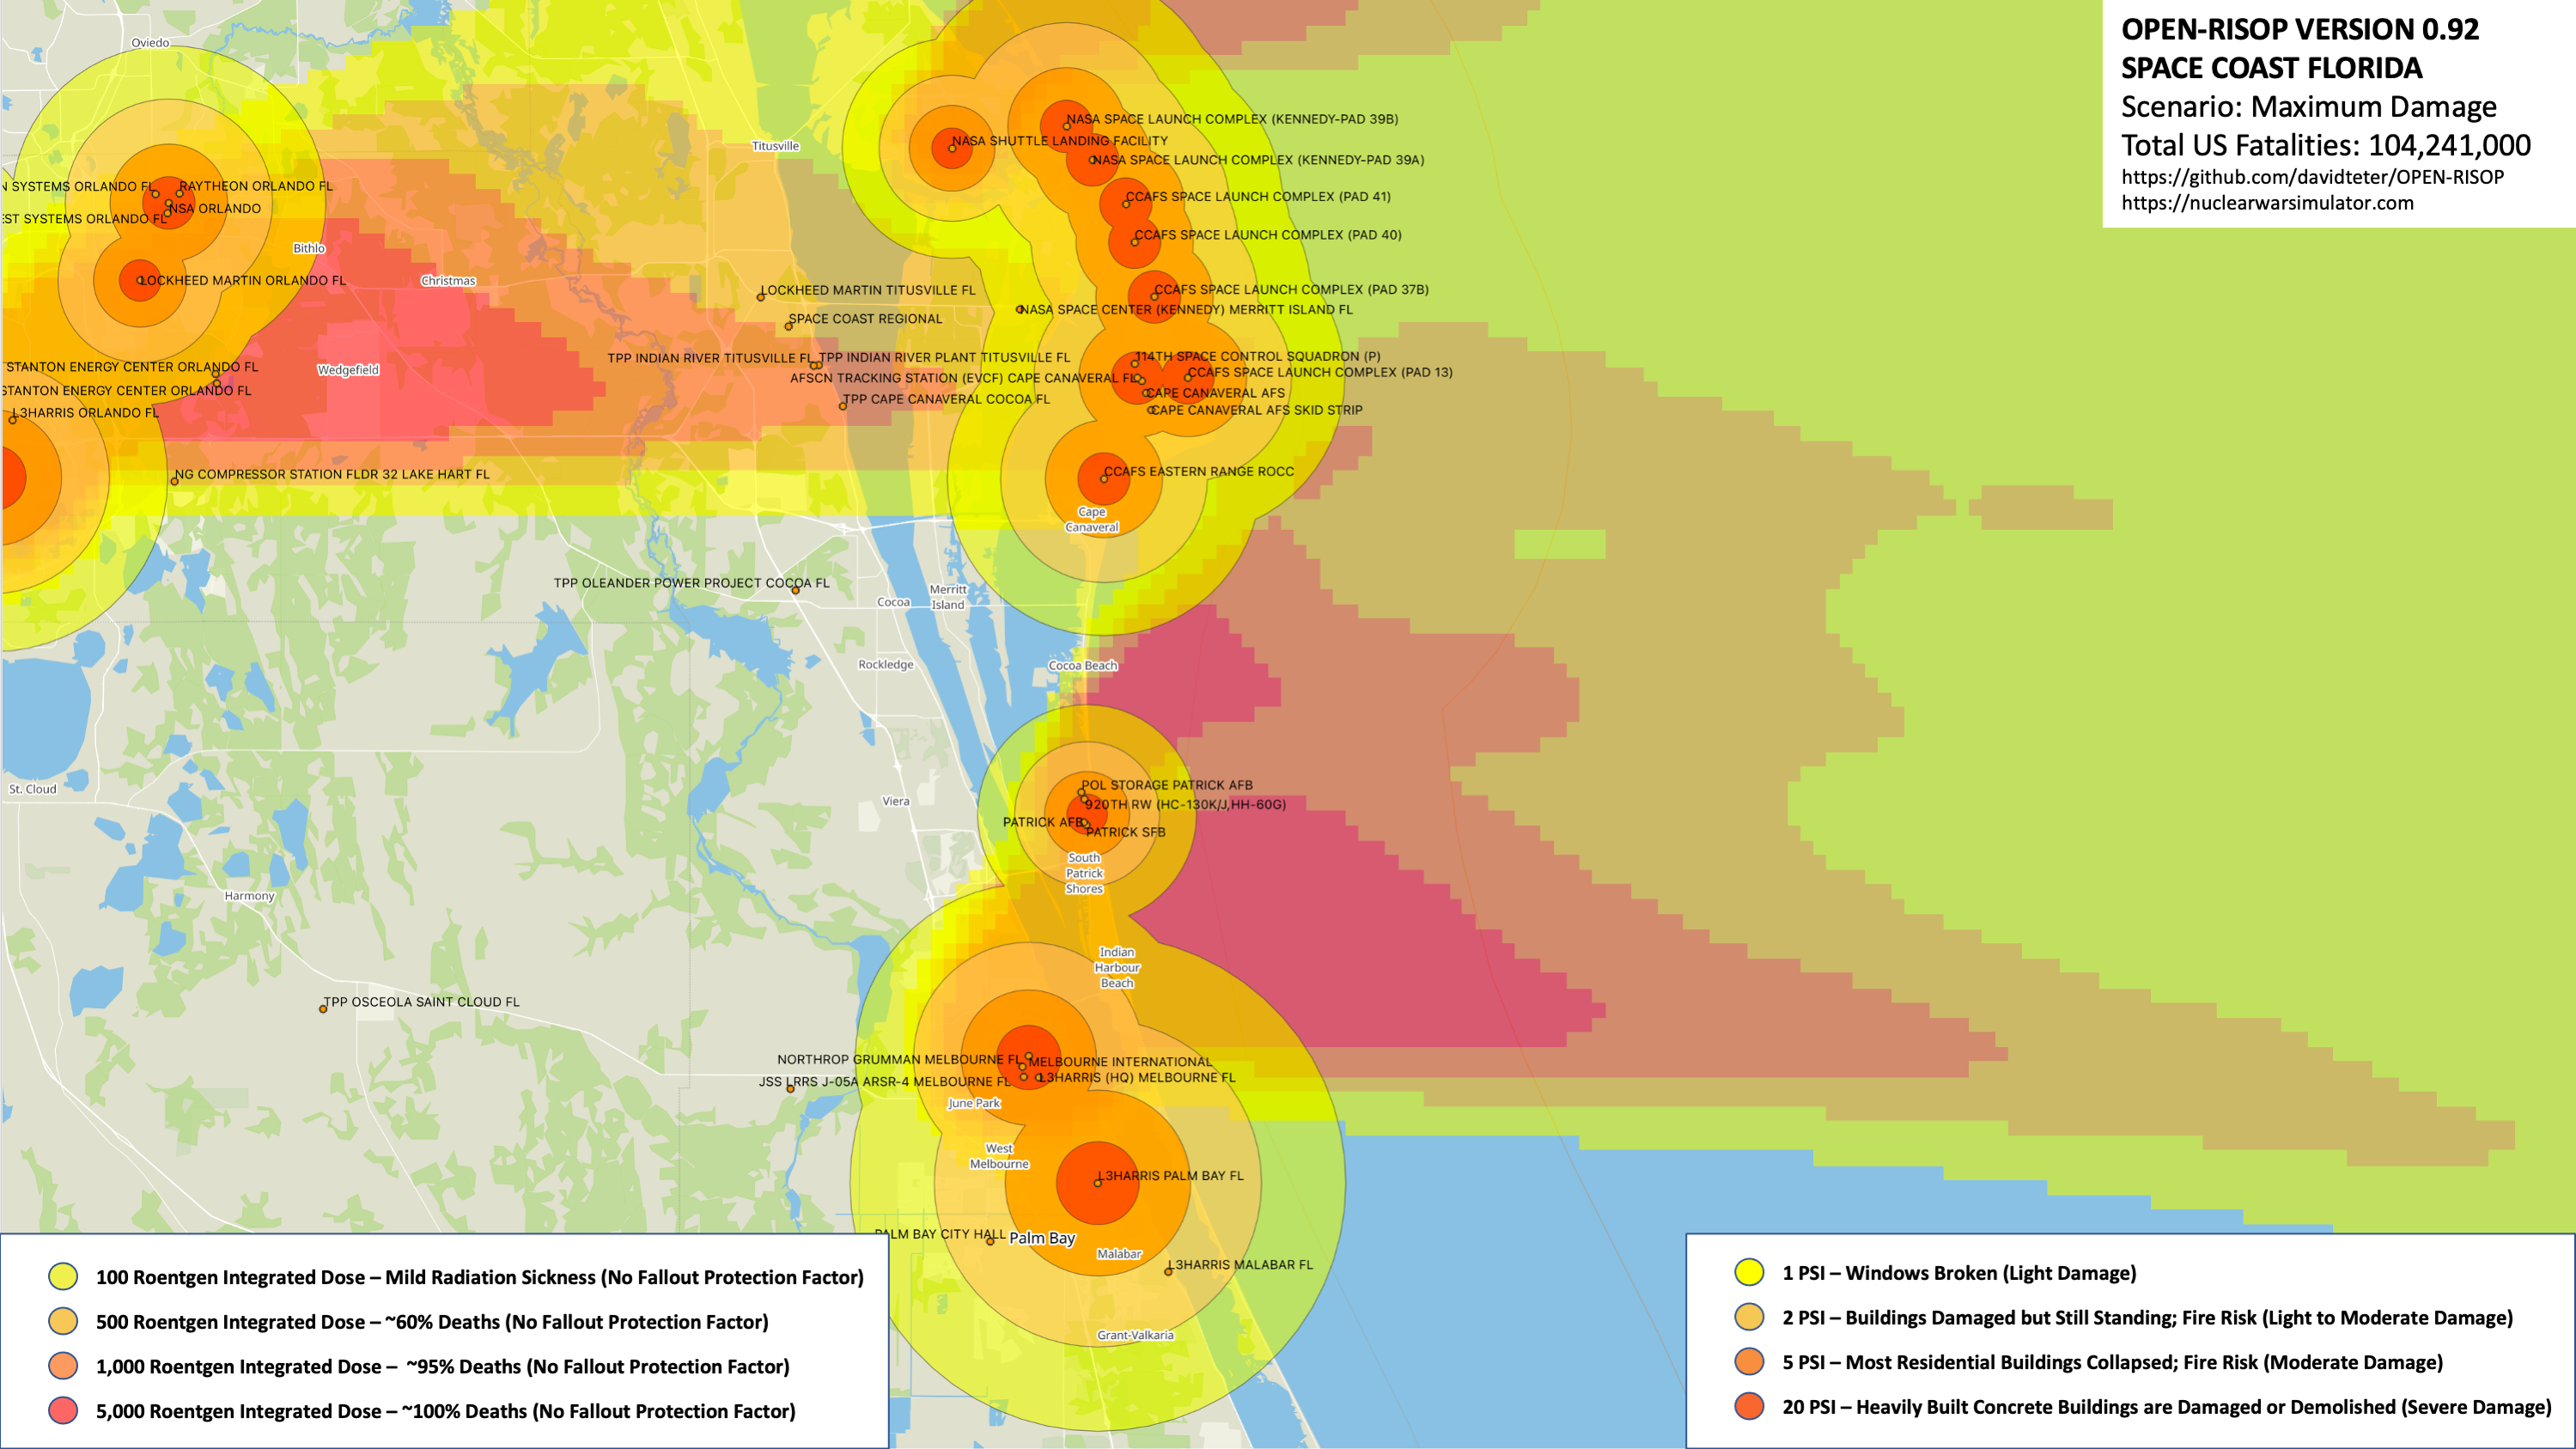 OPEN-RISOP VERSION 0.92
SPACE COAST FLORIDA
Scenario: Maximum Damage
Total US Fatalities: 104,241,000
https://github.com/davidteter/OPEN-RISOP
https://nuclearwarsimulator.com
Oviedo
NASA SPACE LAUNCH COMPLEX (KENNEDY-PAD 39B)
NASA SHUTTLE LANDING FACILITY
Titusville
NASA SPACE LAUNCH COMPLEX (KENNEDY-PAD 39A)
N SYSTEMS ORLANDO FL
RAYTHEON ORLANDO FL
CCAFS SPACE LAUNCH COMPLEX (PAD 41)
NSA ORLANDO
EST SYSTEMS ORLANDO FL
CCAFS SPACE LAUNCH COMPLEX (PAD 40)
Bithlo
LOCKHEED MARTIN ORLANDO FL
Christmas
LOCKHEED MARTIN TITUSVILLE FL
CCAFS SPACE LAUNCH COMPLEX (PAD 37B)
NASA SPACE CENTER (KENNEDY) MERRITT ISLAND FL
SPACE COAST REGIONAL
TPP INDIAN RIVER TITUSVILLE FL
TPP INDIAN RIVER PLANT TITUSVILLE FL
114TH SPACE CONTROL SQUADRON (P)
STANTON ENERGY CENTER ORLANDO FL
Wedgefield
AFSCN TRACKING STATION (EVCF) CAPE CANAVERAL FL
CCAFS SPACE LAUNCH COMPLEX (PAD 13)
STANTON ENERGY CENTER ORLANDO FL
CAPE CANAVERAL AFS
TPP CAPE CANAVERAL COCOA FL
CAPE CANAVERAL AFS SKID STRIP
L3HARRIS ORLANDO FL
NG COMPRESSOR STATION FLDR 32 LAKE HART FL
CCAFS EASTERN RANGE ROCC
Cape
Canaveral
TPP OLEANDER POWER PROJECT COCOA FL
Cocoa
Merritt
Island
Rockledge
Cocoa Beach
St. Cloud
POL STORAGE PATRICK AFB
Viera
920TH RW (HC-130K/J,HH-60G)
PATRICK AFB
PATRICK SFB
South
Patrick
Shores
Harmony
Indian
Harbour
Beach
TPP OSCEOLA SAINT CLOUD FL
NORTHROP GRUMMAN MELBOURNE FL
MELBOURNE INTERNATIONAL
JSS LRRS J-05A ARSR-4 MELBOURNE FL
L3HARRIS (HQ) MELBOURNE FL
June Park
West
Melbourne
L3HARRIS PALM BAY FL
PALM BAY CITY HALL
Palm Bay
Malabar
L3HARRIS MALABAR FL
Grant-Valkaria
100 Roentgen Integrated Dose – Mild Radiation Sickness (No Fallout Protection Factor)
500 Roentgen Integrated Dose – ~60% Deaths (No Fallout Protection Factor)
1,000 Roentgen Integrated Dose – ~95% Deaths (No Fallout Protection Factor)
5,000 Roentgen Integrated Dose – ~100% Deaths (No Fallout Protection Factor)
1 PSI – Windows Broken (Light Damage)
2 PSI – Buildings Damaged but Still Standing; Fire Risk (Light to Moderate Damage)
5 PSI – Most Residential Buildings Collapsed; Fire Risk (Moderate Damage)
20 PSI – Heavily Built Concrete Buildings are Damaged or Demolished (Severe Damage)